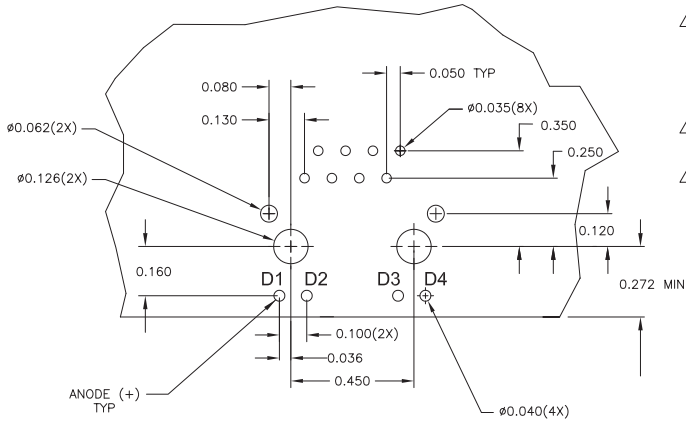 0.080
0.050 TYP
0.130
ø0.035(8X)
ø0.062(2X)
0.350
0.250
ø0.126(2X)
0.120
0.160
0.272 MIN
D1 D2 D3 D4
0.100(2X)
0.036
0.450
ANODE (+)
TYP
ø0.040(4X)